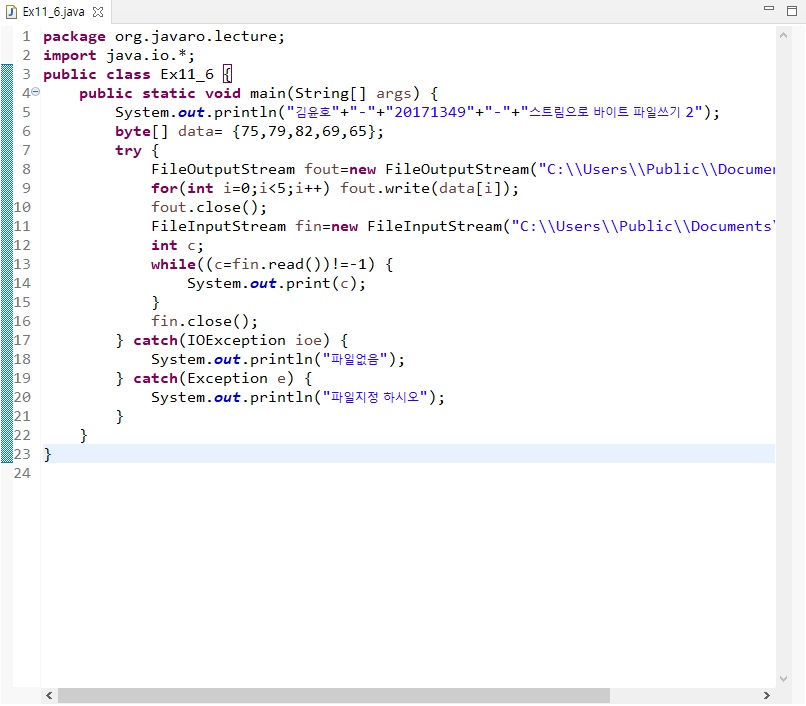 Ex11_6.java
1 package org.javaro.lecture;
2 import java.io.*;
3 public class Ex11_6 {
4 public static void main(String[] args) {
5 System.out.println("김윤호"+"-"+"20171349"+"-"+"스트림으로 바이트 파일쓰기 2");
6 byte[] data= {75,79,82,69,65};
7 try {
8 FileOutputStream fout=new FileOutputStream("C:\\Users\\Public\\Documen
9 for(int i=0;i<5;i++) fout.write(data[i]);
10 fout.close();
11 FileInputStream fin=new FileInputStream("C:\\Users\\Public\\Documents\
12 int c;
13 while((c=fin.read())!=-1) {
14 System.out.print(c);
15 }
16 fin.close();
17 } catch(IOException ioe) {
18 System.out.println("파일없음");
19 } catch(Exception e) {
20 System.out.println("파일지정 하시오");
21 }
22 }
23 }
24